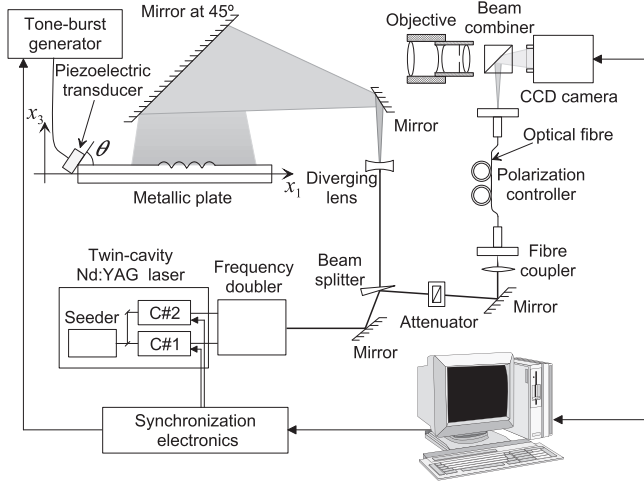 Tone-burst
generator
Mirror at 45º
Objective
Beam
combiner
Piezoelectric
transducer
CCD camera
x3
θ
Mirror
Optical fibre
Metallic plate
x1
Diverging
lens
Polarization
controller
Twin-cavity
Nd:YAG laser
Frequency
doubler
Beam
splitter
Fibre
coupler
Seeder
C#2
C#1
Attenuator
Mirror
Mirror
Synchronization
electronics